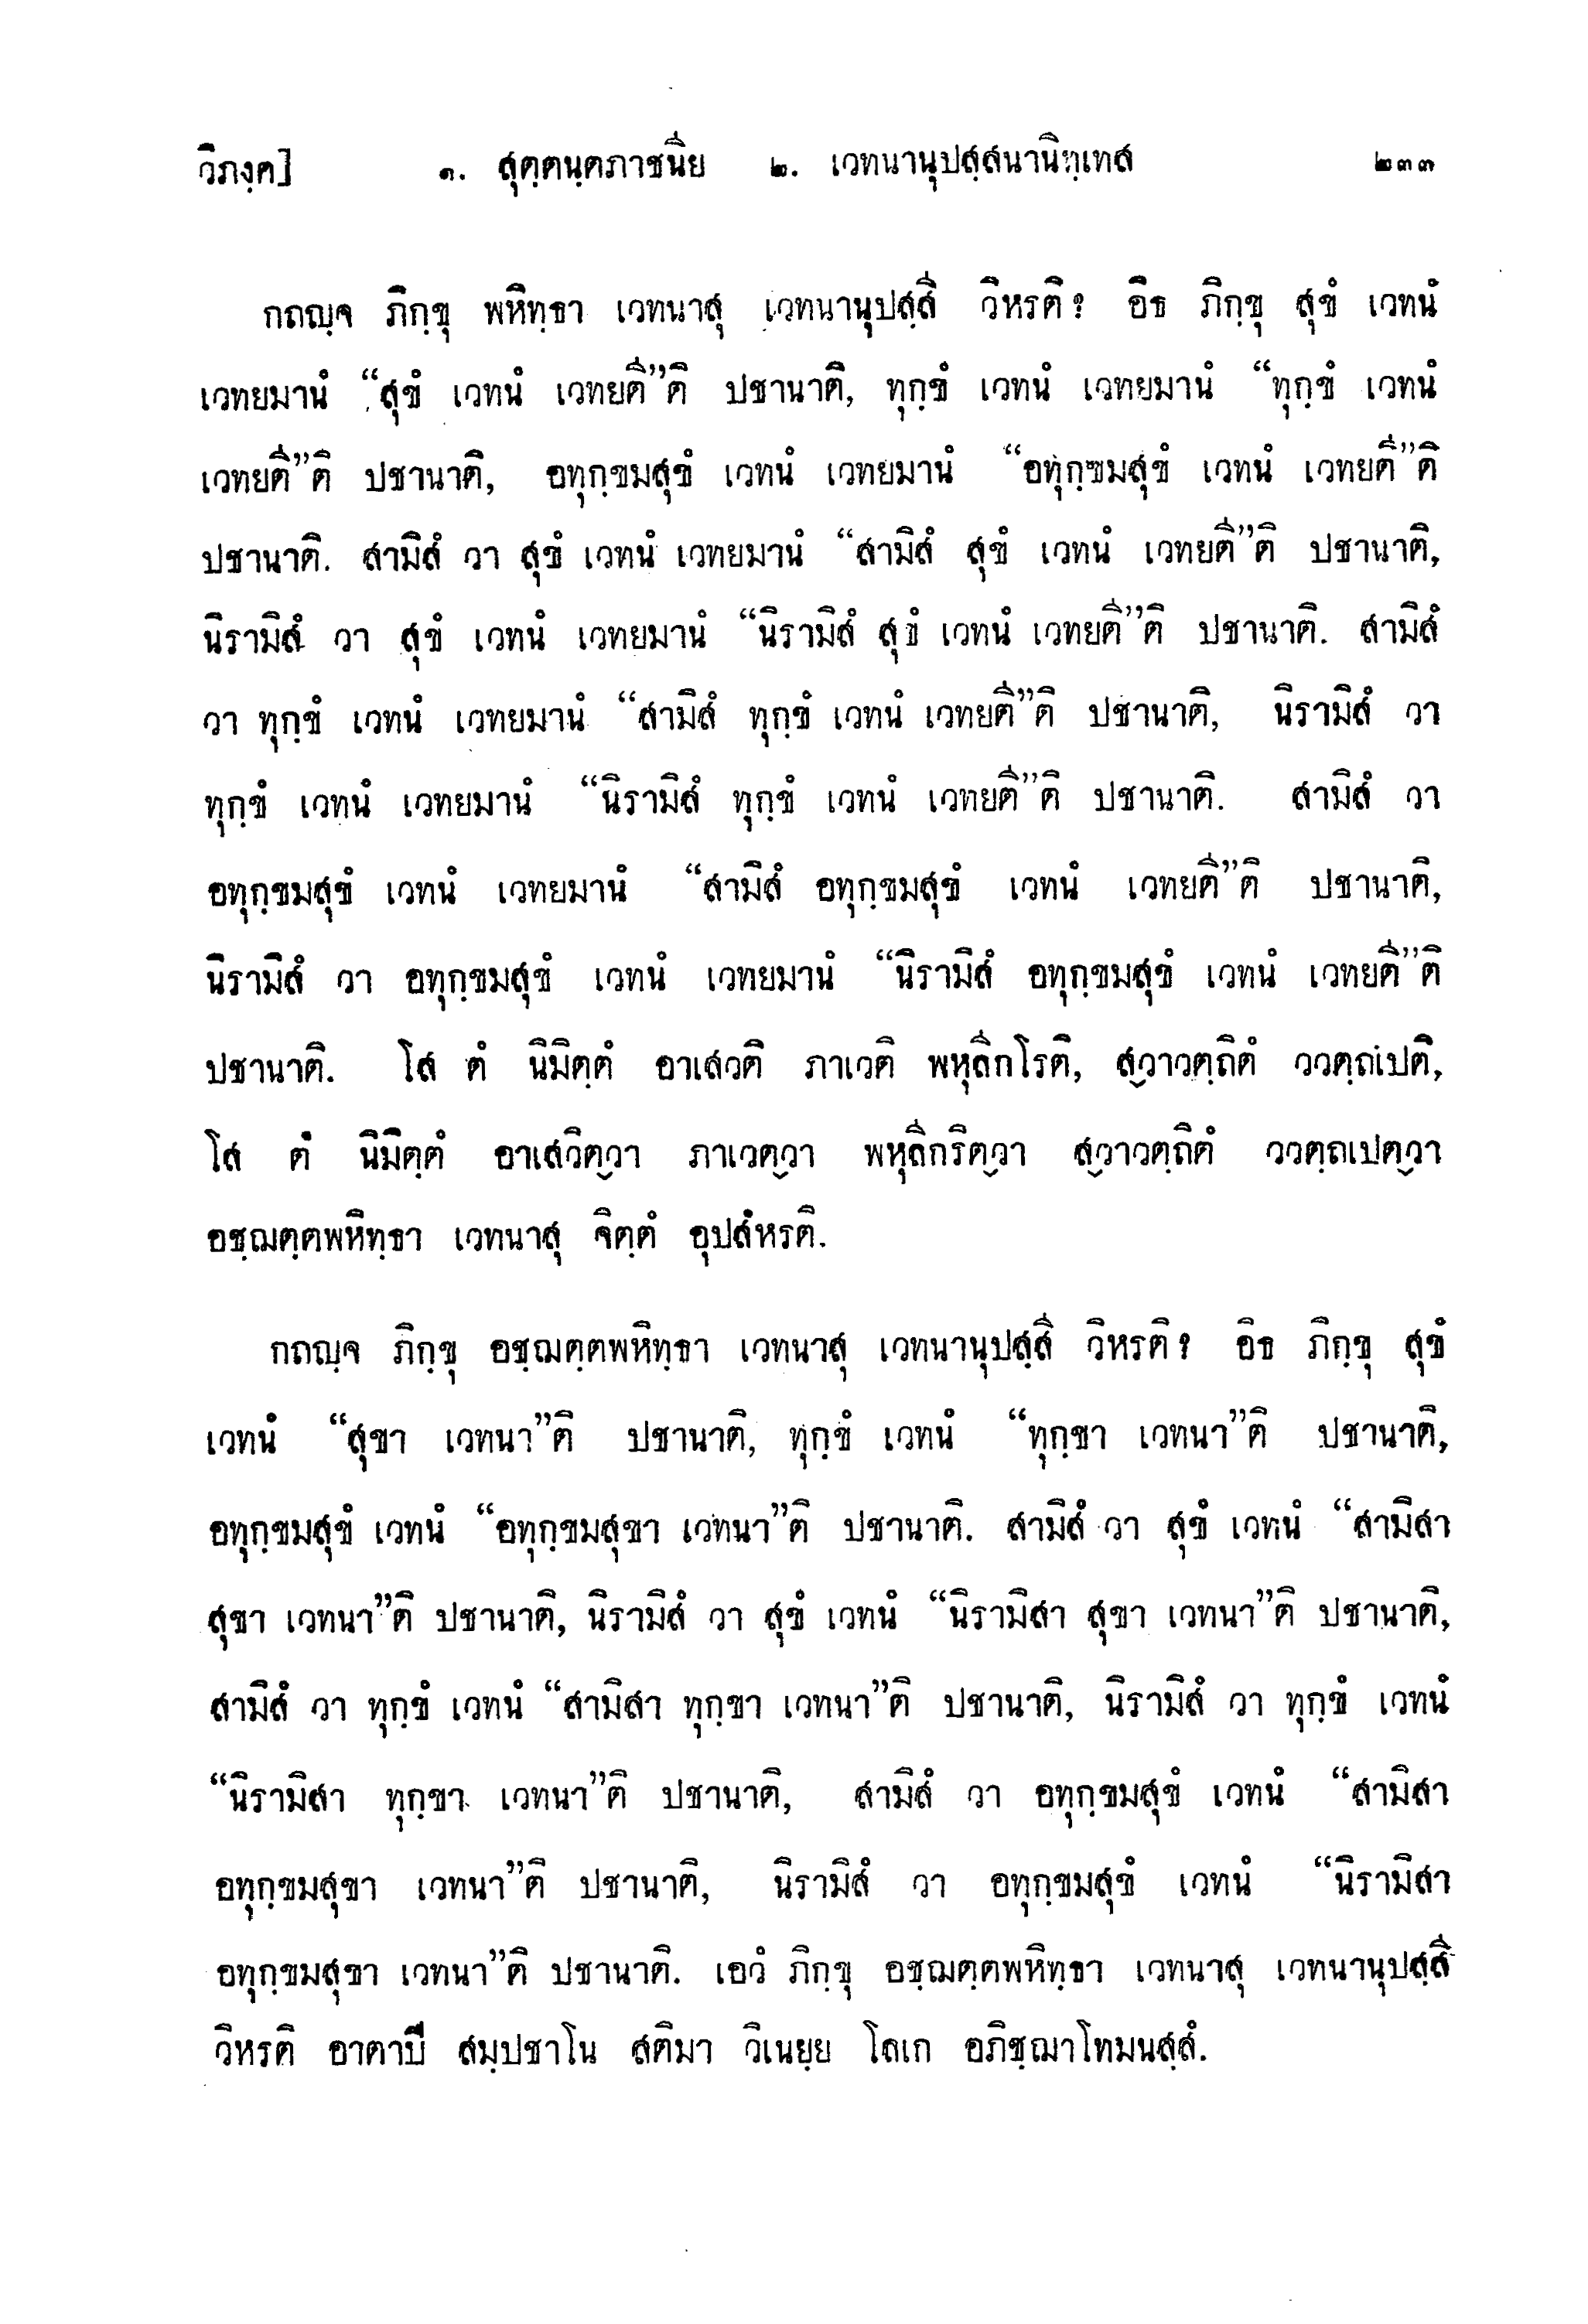 วิภงฺค]	๑. สุตฺตนฺตภาชนีย ๒. เวทนานุปสฺสนานิทฺเทส	๒๓๓
กถญฺจ ภิกฺขุ พหิทฺธา เวทนาสุ เวทนานุปสฺสี วิหรติ? อิธ ภิกฺขุ สุขํ เวทนํ
เวทยมานํ “สุขํ เวทนํ เวทยตี”ติ ปชานาติ, ทุกฺขํ เวทนํ เวทยมานํ “ทุกฺขํ เวทนํ
เวทยตี”ติ ปชานาติ, อทุกฺขมสุขํ เวทนํ เวทยมานํ “อทุกฺขมสุขํ เวทนํ เวทยตี”ติ
ปชานาติ. สามิสํ วา สุขํ เวทนํ เวทยมานํ “สามิสํ สุขํ เวทนํ เวทยตี”ติ ปชานาติ,
นิรามิสํ วา สุขํ เวทนํ เวทยมานํ “นิรามิสํ สุขํ เวทนํ เวทยตี”ติ ปชานาติ. สามิสํ
วา ทุกฺขํ เวทนํ เวทยมานํ “สามิสํ ทุกฺขํ เวทนํ เวทยตี”ติ ปชานาติ, นิรามิสํ วา
ทุกฺขํ เวทนํ เวทยมานํ “นิรามิสํ ทุกฺขํ เวทนํ เวทยตี”ติ ปชานาติ. สามิสํ วา
อทุกฺขมสุขํ เวทนํ เวทยมานํ “สามิสํ อทุกฺขมสุขํ เวทนํ เวทยตี”ติ ปชานาติ,
นิรามิสํ วา อทุกฺขมสุขํ เวทนํ เวทยมานํ “นิรามิสํ อทุกฺขมสุขํ เวทนํ เวทยตี”ติ
ปชานาติ. โส ตํ นิมิตฺตํ อาเสวติ ภาเวติ พหุลีกโรติ, สฺวาวตฺถิตํ ววตฺถเปติ,
โส ตํ นิมิตฺตํ อาเสวิตฺวา ภาเวตฺวา พหุลีกริตฺวา สฺวาวตฺถิตํ ววตฺถเปตฺวา
อชฺฌตฺตพหิทฺธา เวทนาสุ จิตฺตํ อุปสํหรติ.
กถญฺจ ภิกฺขุ อชฺฌตฺตพหิทฺธา เวทนาสุ เวทนานุปสฺสี วิหรติ? อิธ ภิกฺขุ สุขํ
เวทนํ “สุขา เวทนา”ติ ปชานาติ, ทุกฺขํ เวทนํ “ทุกฺขา เวทนา”ติ ปชานาติ,
อทุกฺขมสุขํ เวทนํ “อทุกฺขมสุขา เวทนา”ติ ปชานาติ. สามิสํ วา สุขํ เวทนํ “สามิสา
สุขา เวทนา”ติ ปชานาติ, นิรามิสํ วา สุขํ เวทนํ “นิรามิสา สุขา เวทนา”ติ ปชานาติ,
สามิสํ วา ทุกฺขํ เวทนํ “สามิสา ทุกฺขา เวทนา”ติ ปชานาติ, นิรามิสํ วา ทุกฺขํ เวทนํ
“นิรามิสา ทุกฺขา เวทนา”ติ ปชานาติ, สามิสํ วา อทุกฺขมสุขํ เวทนํ “สามิสา
อทุกฺขมสุขา เวทนา”ติ ปชานาติ, นิรามิสํ วา อทุกฺขมสุขํ เวทนํ “นิรามิสา
อทุกฺขมสุขา เวทนา”ติ ปชานาติ. เอวํ ภิกฺขุ อชฺฌตฺตพหิทฺธา เวทนาสุ เวทนานุปสฺสี
วิหรติ อาตาปี สมฺปชาโน สติมา วิเนยฺย โลเก อภิชฺฌาโทมนสฺสํ.